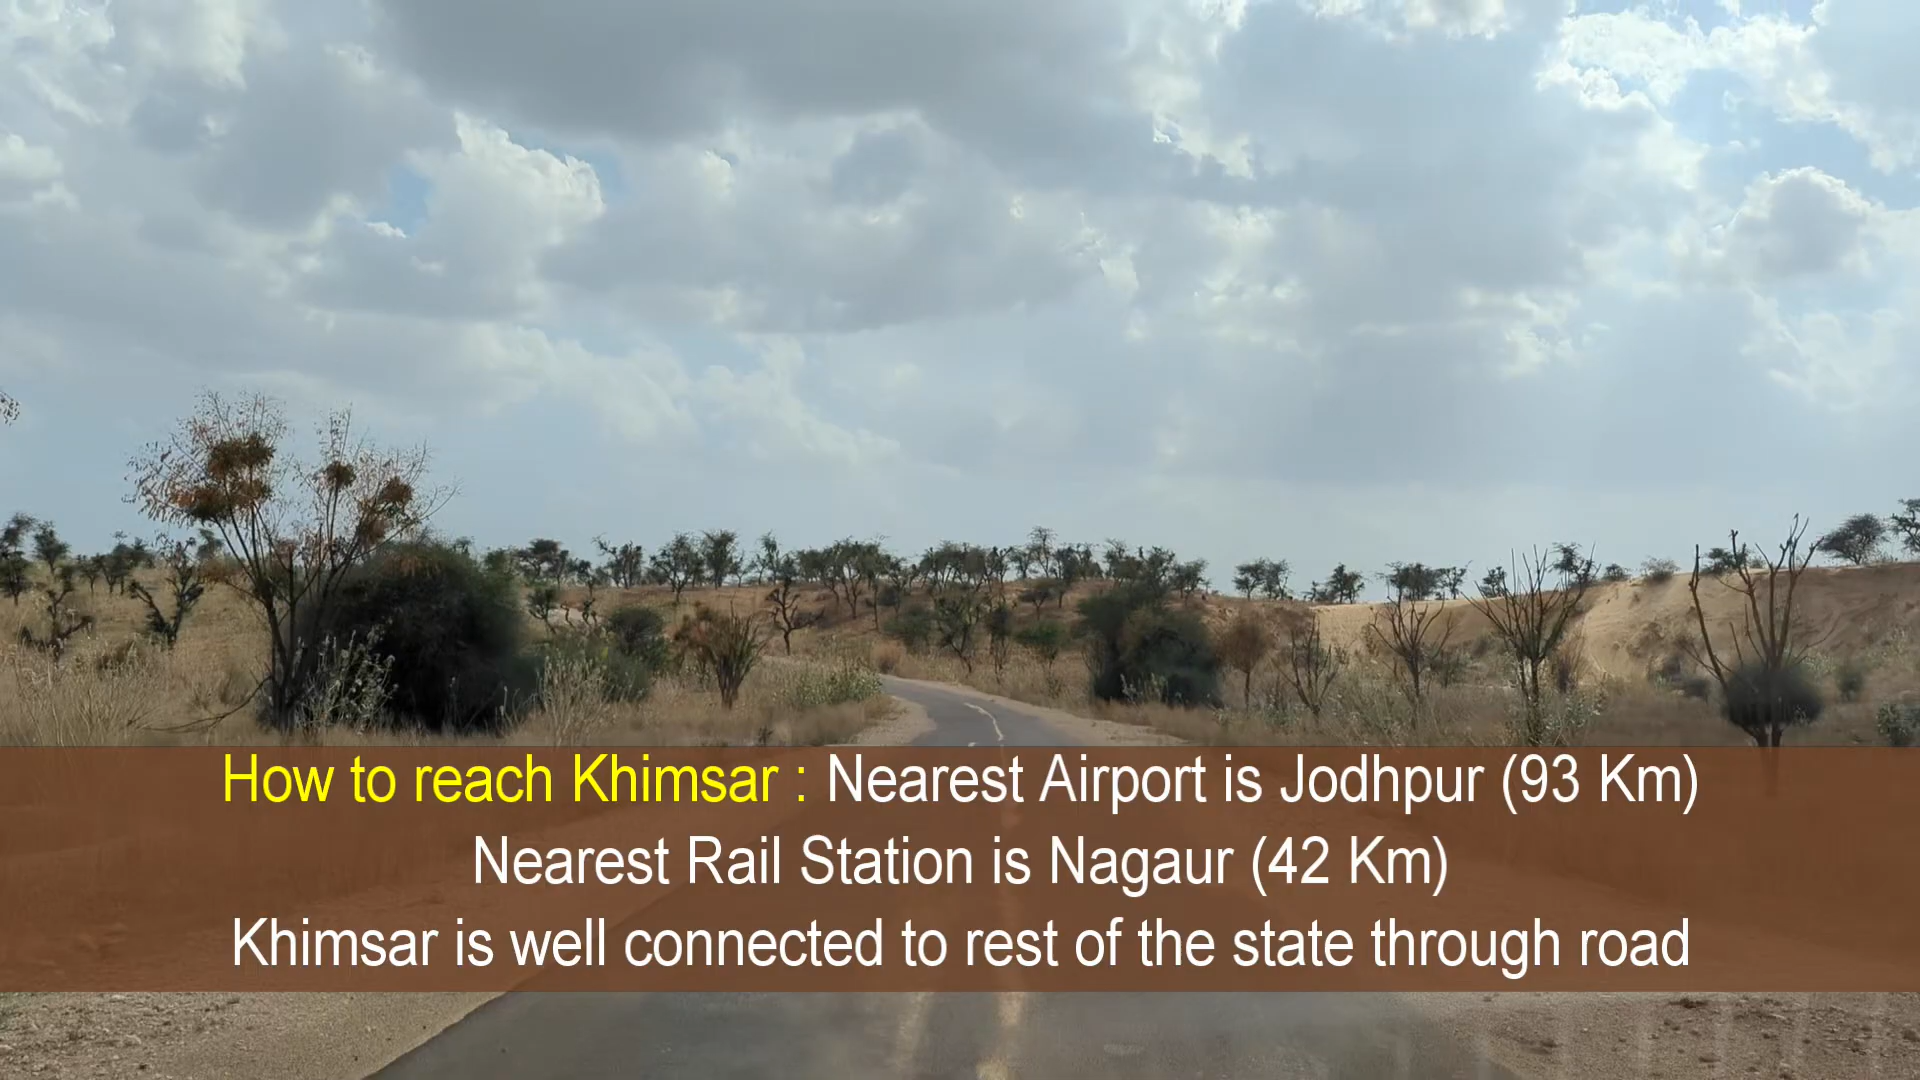 How to reach Khimsar : Nearest Airport is Jodhpur (93 Km)
Nearest Rail Station is Nagaur (42 Km)
Khimsar is well connected to rest of the state through road